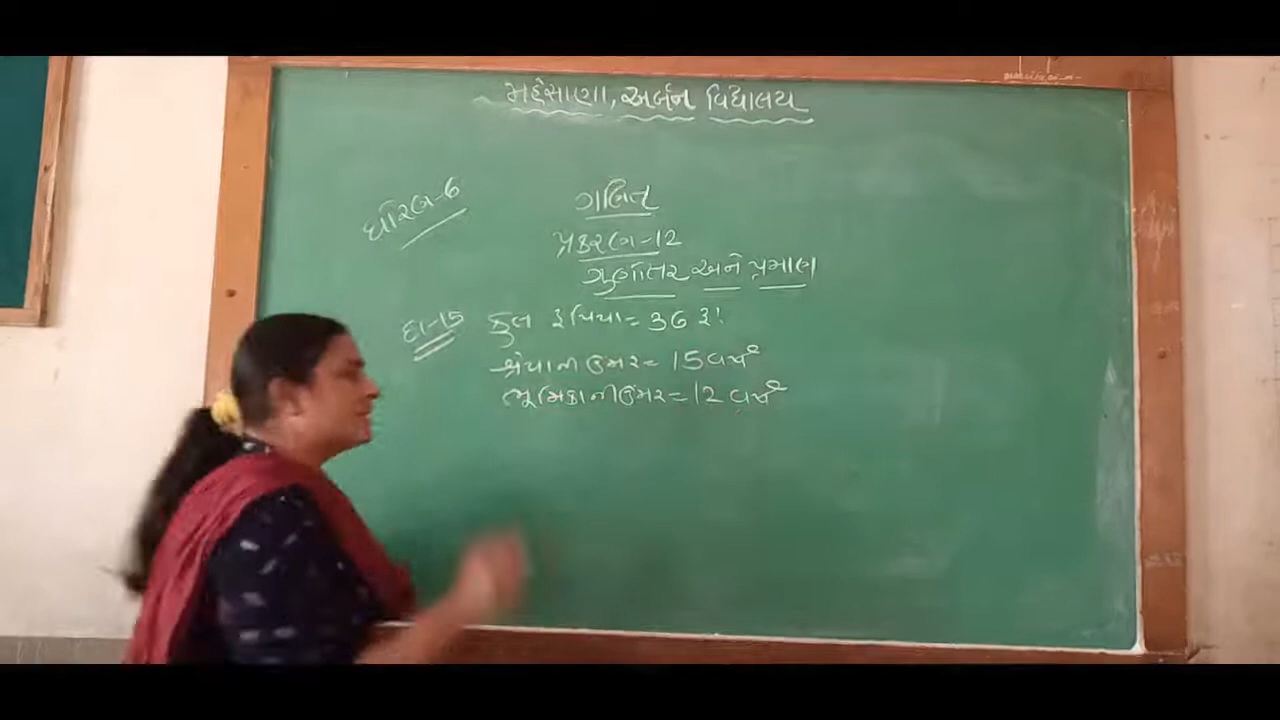 મહેસાણા, અર્બન વિદ્યાલય
ધોરણ-6
ગણિત
પ્રકરણ-12
ગુણોત્તર અને પ્રમાણ
દા-15 કુલ રૂપિયા = 36 રૂ!
શ્રેયાની ઉંમર = 15 વર્ષ
ભૂમિકાની ઉંમર = 12 વર્ષ